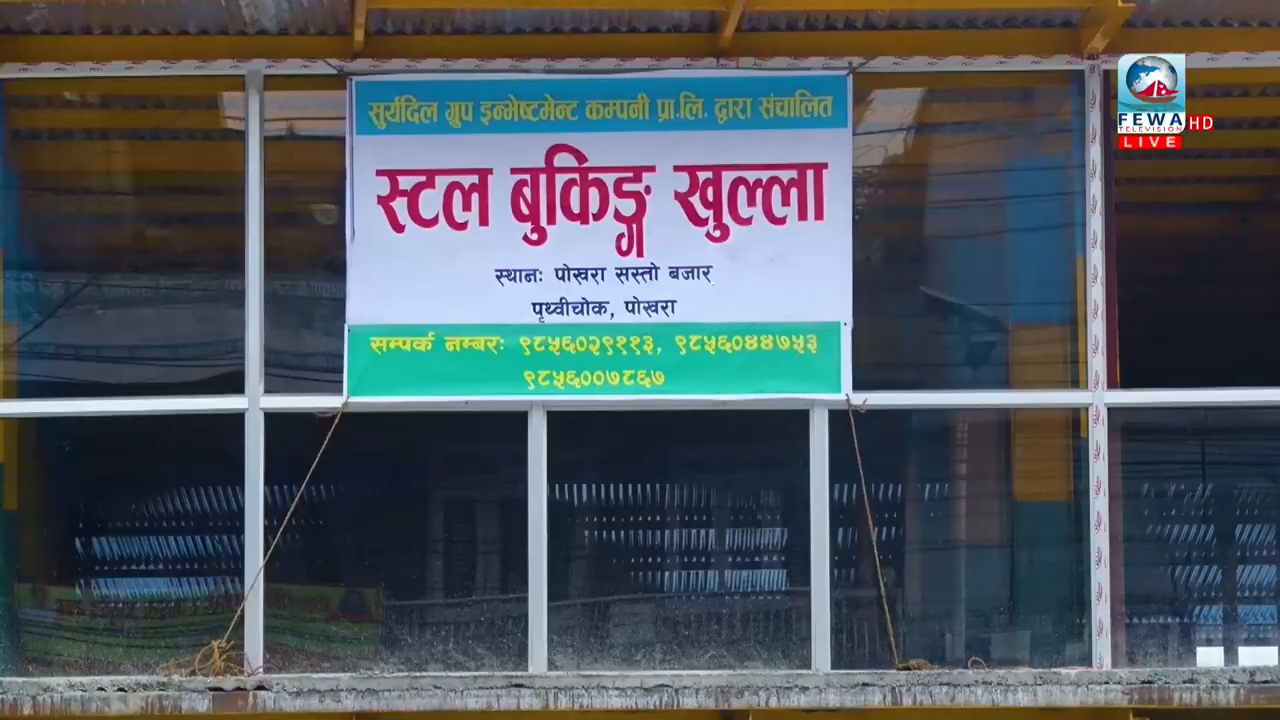 सुर्यदिल ग्रुप इन्भेष्टमेन्ट कम्पनी प्रा.लि. द्वारा संचालित
स्टल बुकिङ्ग खुल्ला
स्थानः पोखरा सस्तो बजार
पृथ्वीचोक, पोखरा
सम्पर्क नम्बरः ९८५६०२९११३, ९८५६०४४७५३
९८५६००७८६७
FEWA HD
TELEVISION
LIVE